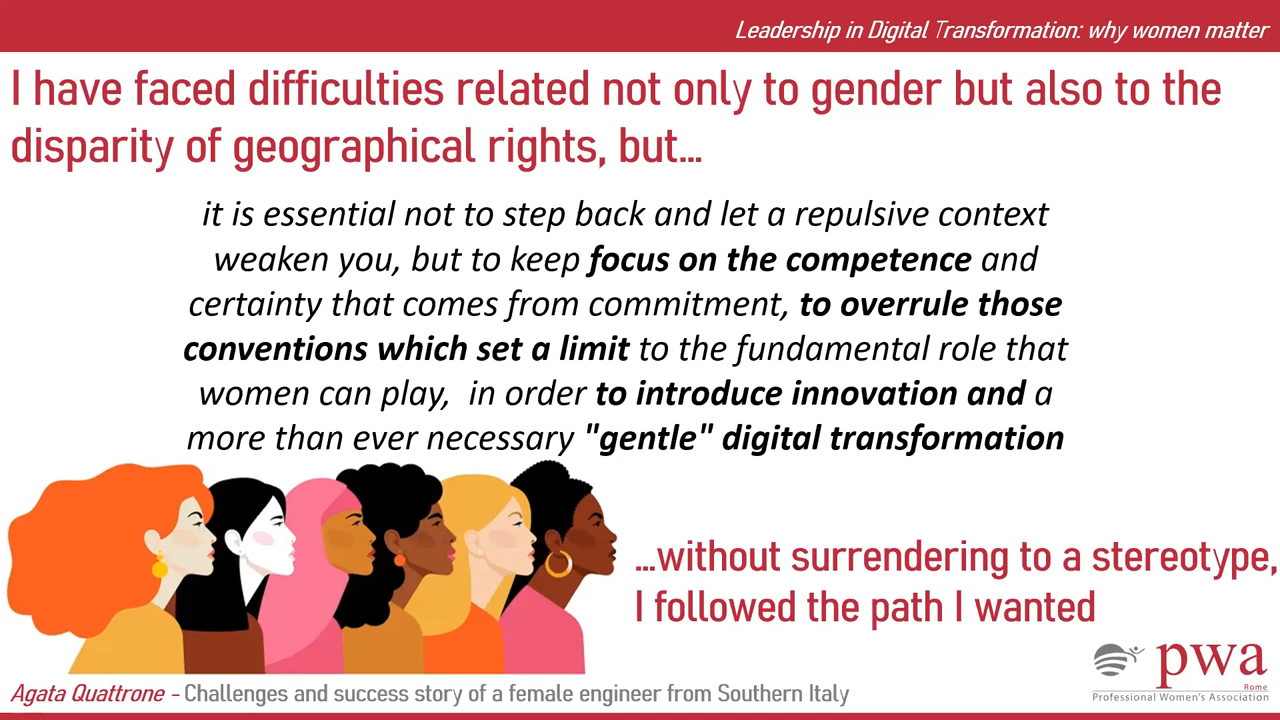 Leadership in Digital Transformation: why women matter
I have faced difficulties related not only to gender but also to the
disparity of geographical rights, but...
it is essential not to step back and let a repulsive context
weaken you, but to keep focus on the competence and
certainty that comes from commitment, to overrule those
conventions which set a limit to the fundamental role that
women can play,  in order to introduce innovation and a
more than ever necessary "gentle" digital transformation
...without surrendering to a stereotype,
I followed the path I wanted
pwa
Rome
Professional Women's Association
Agata Quattrone - Challenges and success story of a female engineer from Southern Italy